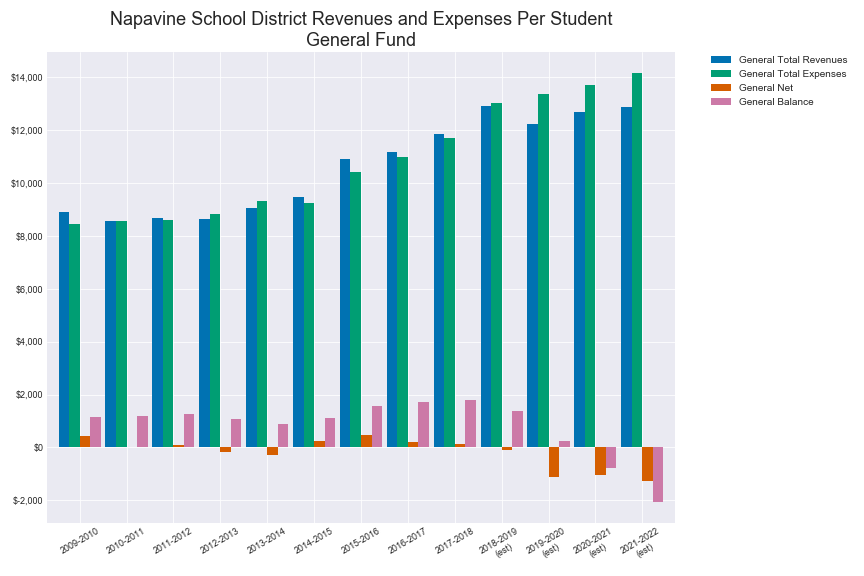 Napavine School District Revenues and Expenses Per Student
General Fund
General Total Revenues
General Total Expenses
General Net
General Balance
$14,000
$12,000
$10,000
$8,000
$6,000
$4,000
$2,000
$0
$-2,000
2009-2010
2010-2011
2011-2012
2012-2013
2013-2014
2014-2015
2015-2016
2016-2017
2017-2018
2018-2019
(est)
2019-2020
(est)
2020-2021
(est)
2021-2022
(est)